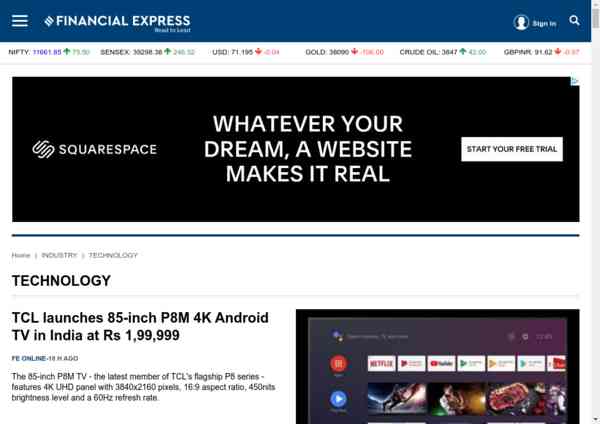 FINANCIAL EXPRESS
Read to Lead
Sign In
NIFTY: 11661.85 75.50 SENSEX: 39298.38 246.32 USD: 71.195 -0.04 GOLD: 38090 -106.00 CRUDE OIL: 3847 42.00 GBPINR: 91.62 -0.97
SQUARESPACE
WHATEVER YOUR
DREAM, A WEBSITE
MAKES IT REAL
START YOUR FREE TRIAL
Home | INDUSTRY | TECHNOLOGY
TECHNOLOGY
TCL launches 85-inch P8M 4K Android
TV in India at Rs 1,99,999
FE ONLINE-18 H AGO
The 85-inch P8M TV - the latest member of TCL's flagship P8 series -
features 4K UHD panel with 3840x2160 pixels, 16:9 aspect ratio, 450nits
brightness level and a 60Hz refresh rate.
NETFLIX
YouTube